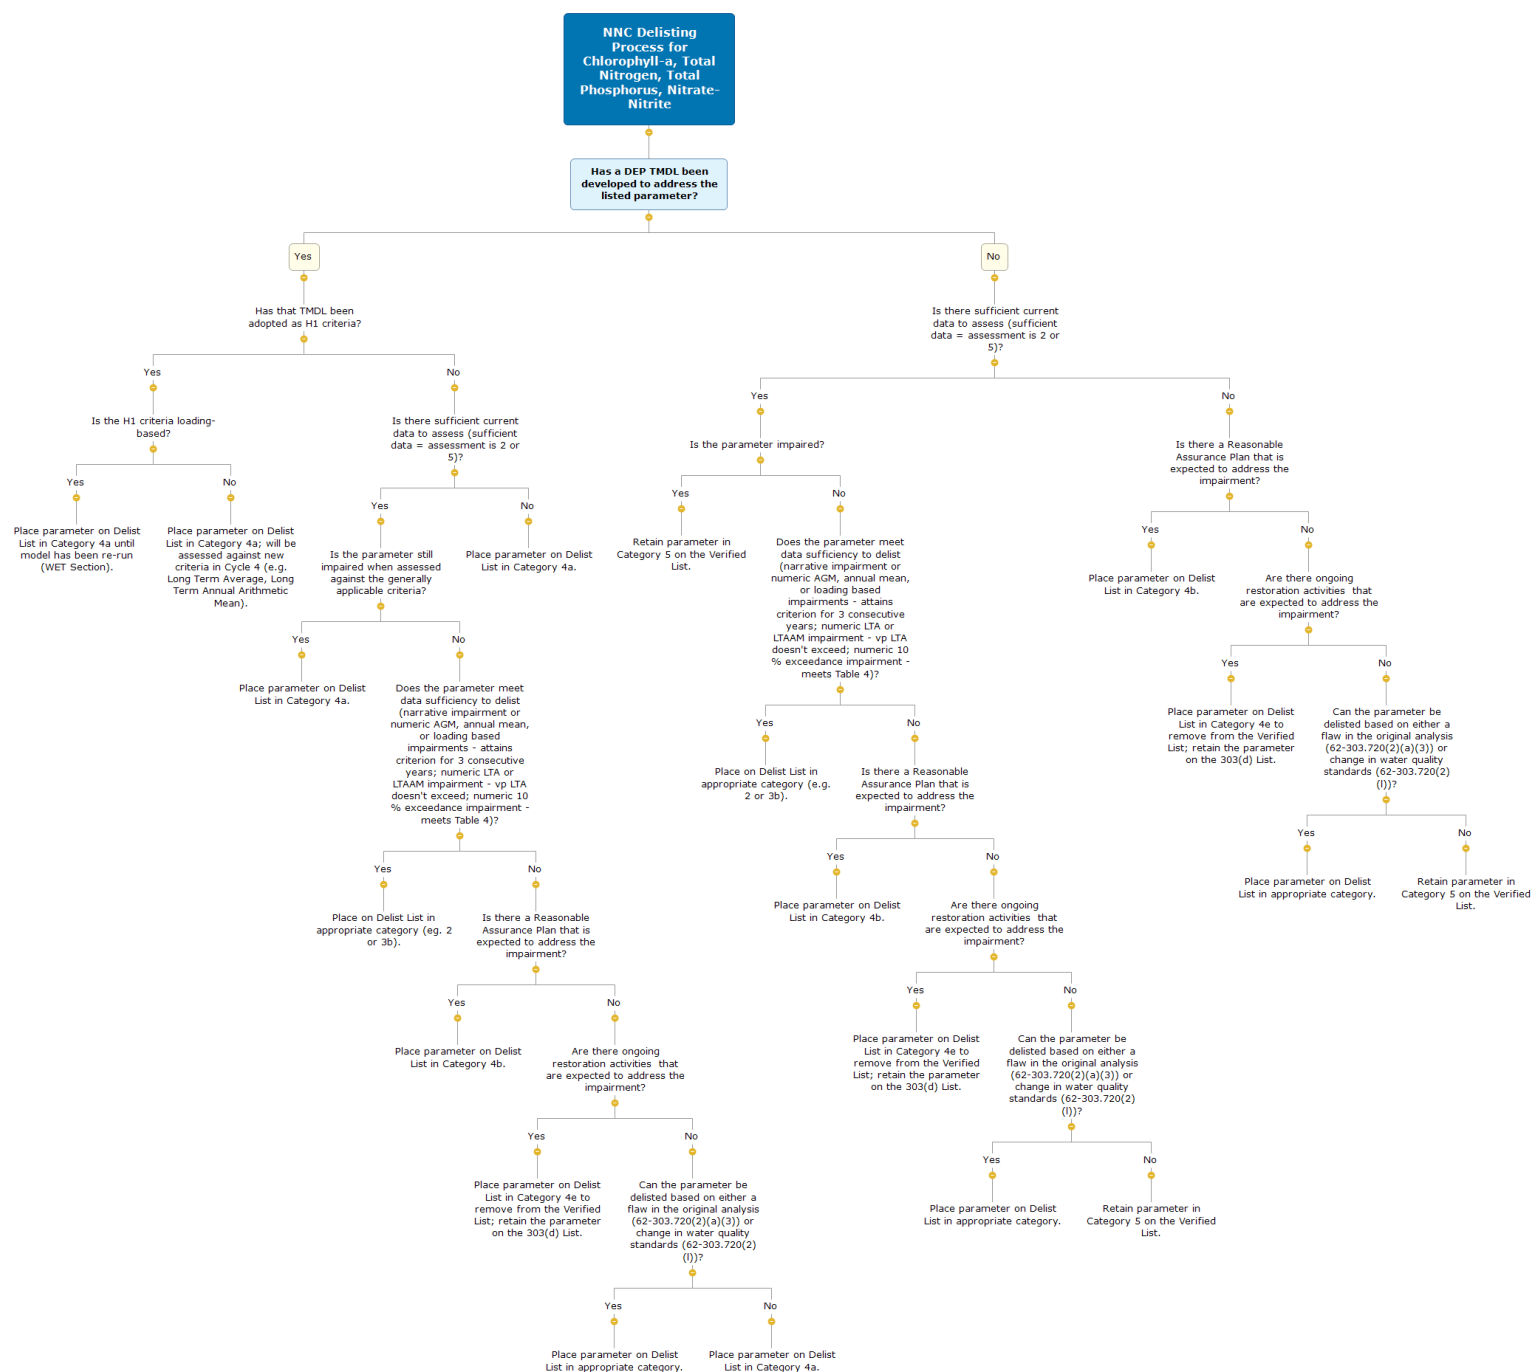 NNC Delisting
Process for
Chlorophyll-a, Total
Nitrogen, Total
Phosphorus, Nitrate-
Nitrite
Has a DEP TMDL been
developed to address the
listed parameter?
Yes
Has that TMDL been
adopted as H1 criteria?
Yes
Is the H1 criteria loading-
based?
Yes
Place parameter on Delist
List in Category 4a until
model has been re-run
(WET Section).
No
Place parameter on Delist
List in Category 4a; will be
assessed against new
criteria in Cycle 4 (e.g.
Long Term Average, Long
Term Annual Arithmetic
Mean).
No
Is there sufficient current
data to assess (sufficient
data = assessment is 2 or
5)?
Yes
Is the parameter still
impaired when assessed
against the generally
applicable criteria?
Yes
Place parameter on Delist
List in Category 4a.
No
Does the parameter meet
data sufficiency to delist
(narrative impairment or
numeric AGM, annual mean,
or loading based
impairments - attains
criterion for 3 consecutive
years; numeric LTA or
LTAAM impairment - vp LTA
doesn't exceed; numeric 10
% exceedance impairment -
meets Table 4)?
Yes
Place on Delist List in
appropriate category (eg. 2
or 3b).
No
Is there a Reasonable
Assurance Plan that is
expected to address the
impairment?
Yes
Place parameter on Delist
List in Category 4b.
No
Are there ongoing
restoration activities  that
are expected to address the
impairment?
Yes
Place parameter on Delist
List in Category 4e to
remove from the Verified
List; retain the parameter
on the 303(d) List.
No
Can the parameter be
delisted based on either a
flaw in the original analysis
(62-303.720(2)(a)(3)) or
change in water quality
standards (62-303.720(2)
(l))?
Yes
Place parameter on Delist
List in appropriate category.
No
Place parameter on Delist
List in Category 4a.
No
Place parameter on Delist
List in Category 4a.
No
Is there sufficient current
data to assess (sufficient
data = assessment is 2 or
5)?
Yes
Is the parameter impaired?
Yes
Retain parameter in
Category 5 on the Verified
List.
No
Does the parameter meet
data sufficiency to delist
(narrative impairment or
numeric AGM, annual mean,
or loading based
impairments - attains
criterion for 3 consecutive
years; numeric LTA or
LTAAM impairment - vp LTA
doesn't exceed; numeric 10
% exceedance impairment -
meets Table 4)?
Yes
Place on Delist List in
appropriate category (e.g.
2 or 3b).
No
Is there a Reasonable
Assurance Plan that is
expected to address the
impairment?
Yes
Place parameter on Delist
List in Category 4b.
No
Are there ongoing
restoration activities  that
are expected to address the
impairment?
Yes
Place parameter on Delist
List in Category 4e to
remove from the Verified
List; retain the parameter
on the 303(d) List.
No
Can the parameter be
delisted based on either a
flaw in the original analysis
(62-303.720(2)(a)(3)) or
change in water quality
standards (62-303.720(2)
(l))?
Yes
Place parameter on Delist
List in appropriate category.
No
Retain parameter in
Category 5 on the Verified
List.
No
Is there a Reasonable
Assurance Plan that is
expected to address the
impairment?
Yes
Place parameter on Delist
List in Category 4b.
No
Are there ongoing
restoration activities  that
are expected to address the
impairment?
Yes
Place parameter on Delist
List in Category 4e to
remove from the Verified
List; retain the parameter
on the 303(d) List.
No
Can the parameter be
delisted based on either a
flaw in the original analysis
(62-303.720(2)(a)(3)) or
change in water quality
standards (62-303.720(2)
(l))?
Yes
Place parameter on Delist
List in appropriate category.
No
Retain parameter in
Category 5 on the Verified
List.